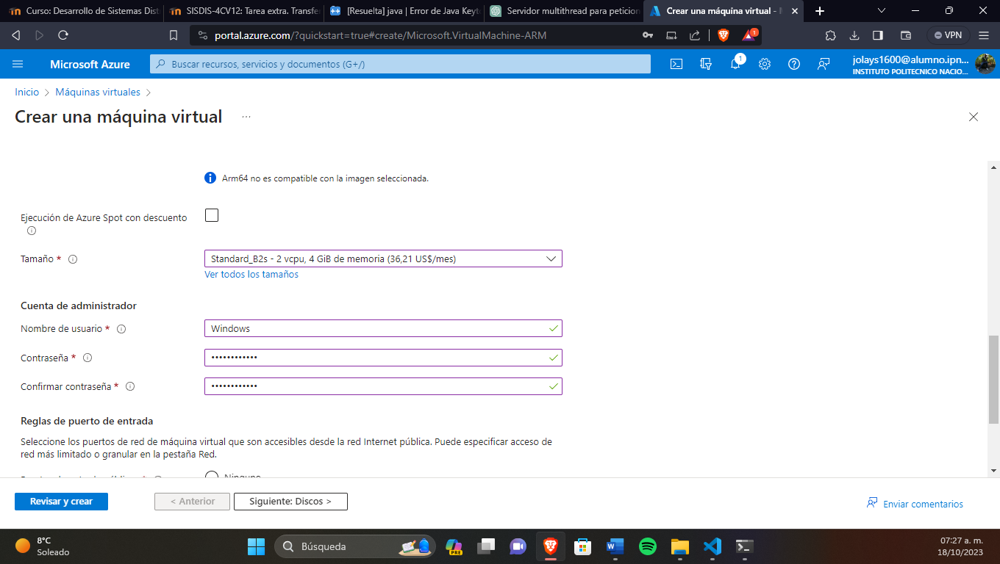 Curso: Desarrollo de Sistemas Dist
SISDIS-4CV12: Tarea extra. Transfe
[Resuelta] java | Error de Java Keyt
Servidor multithread para peticion
Crear una máquina virtual -
portal.azure.com/?quickstart=true#create/Microsoft.VirtualMachine-ARM
1
VPN
Microsoft Azure
Buscar recursos, servicios y documentos (G+/)
1
jolays1600@alumno.ipn...
INSTITUTO POLITECNICO NACIO...
Inicio > Máquinas virtuales >
Crear una máquina virtual ...
Arm64 no es compatible con la imagen seleccionada.
Ejecución de Azure Spot con descuento
Tamaño *
Standard_B2s - 2 vcpu, 4 GiB de memoria (36,21 US$/mes)
Ver todos los tamaños
Cuenta de administrador
Nombre de usuario *
Windows
Contraseña *
••••••••••••
Confirmar contraseña *
••••••••••••
Reglas de puerto de entrada
Seleccione los puertos de red de máquina virtual que son accesibles desde la red Internet pública. Puede especificar acceso de
red más limitado o granular en la pestaña Red.
Ninguno
Revisar y crear
< Anterior
Siguiente: Discos >
Enviar comentarios
8°C
Soleado
Búsqueda
PRE
07:27 a. m.
18/10/2023